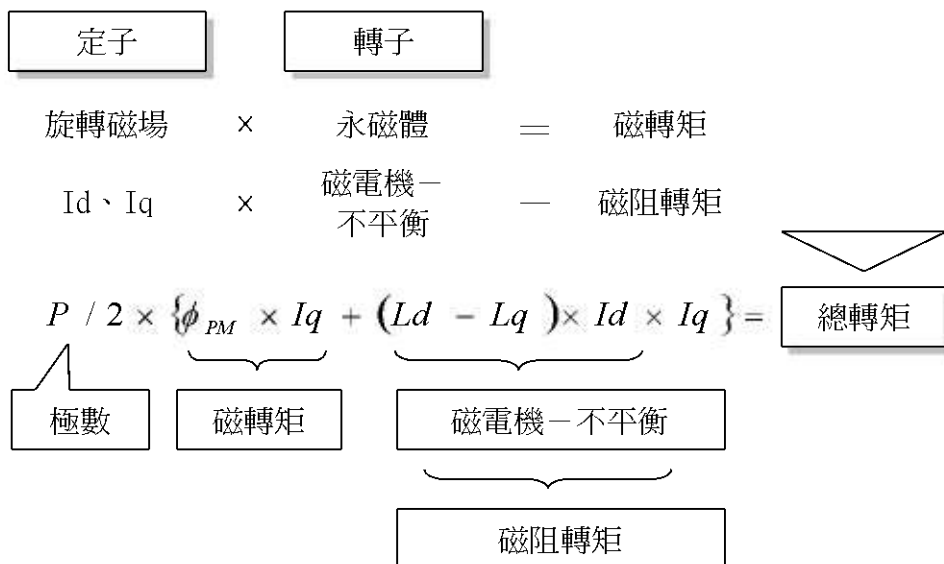 定子 轉子
旋轉磁場 × 永磁體 = 磁轉矩
Id、Iq × 磁電機－ — 磁阻轉矩
不平衡
P / 2 × {ϕ PM × Iq + (Ld - Lq) × Id × Iq} = 總轉矩
極數 磁轉矩 磁電機－不平衡
磁阻轉矩